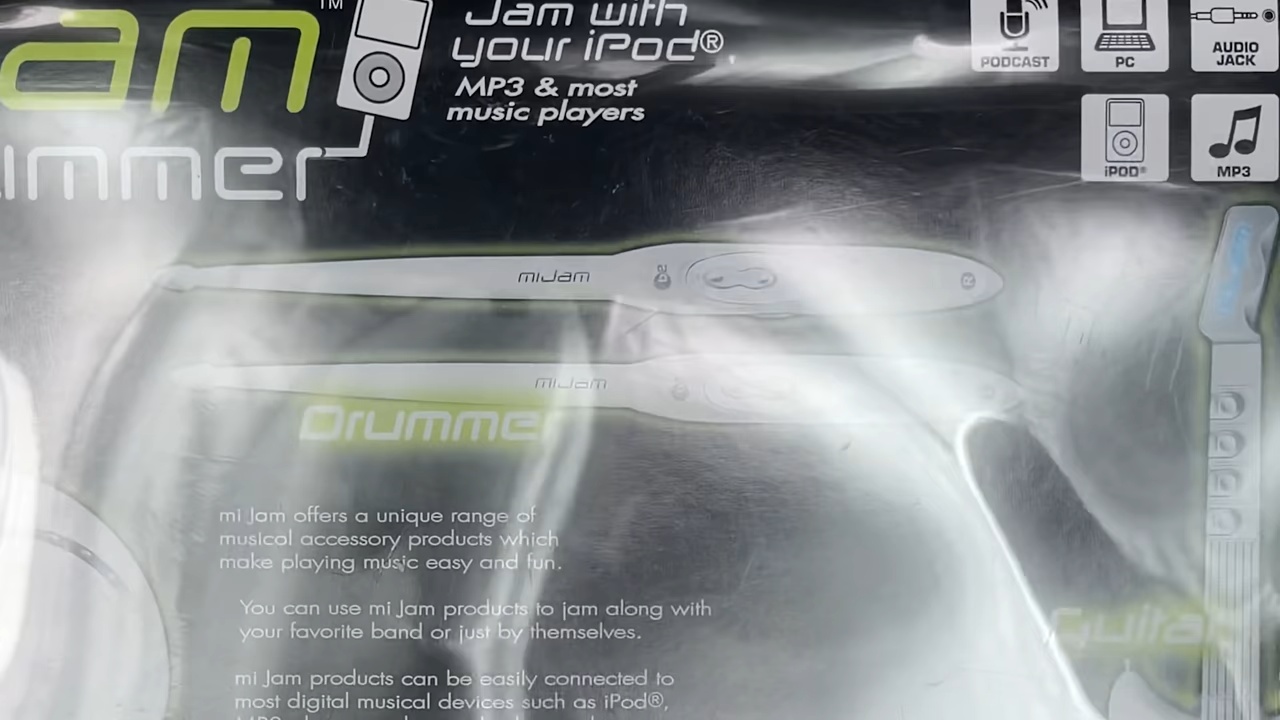 am™
Jam with
your iPod®.
MP3 & most
music players
PODCAST
PC
AUDIO
JACK
ummer
iPOD®
MP3
miJam
miJam
Drummer
mi Jam offers a unique range of
musical accessory products which
make playing music easy and fun.
You can use mi Jam products to jam along with
your favorite band or just by themselves.
Guitar
mi Jam products can be easily connected to
most digital musical devices such as iPod®,